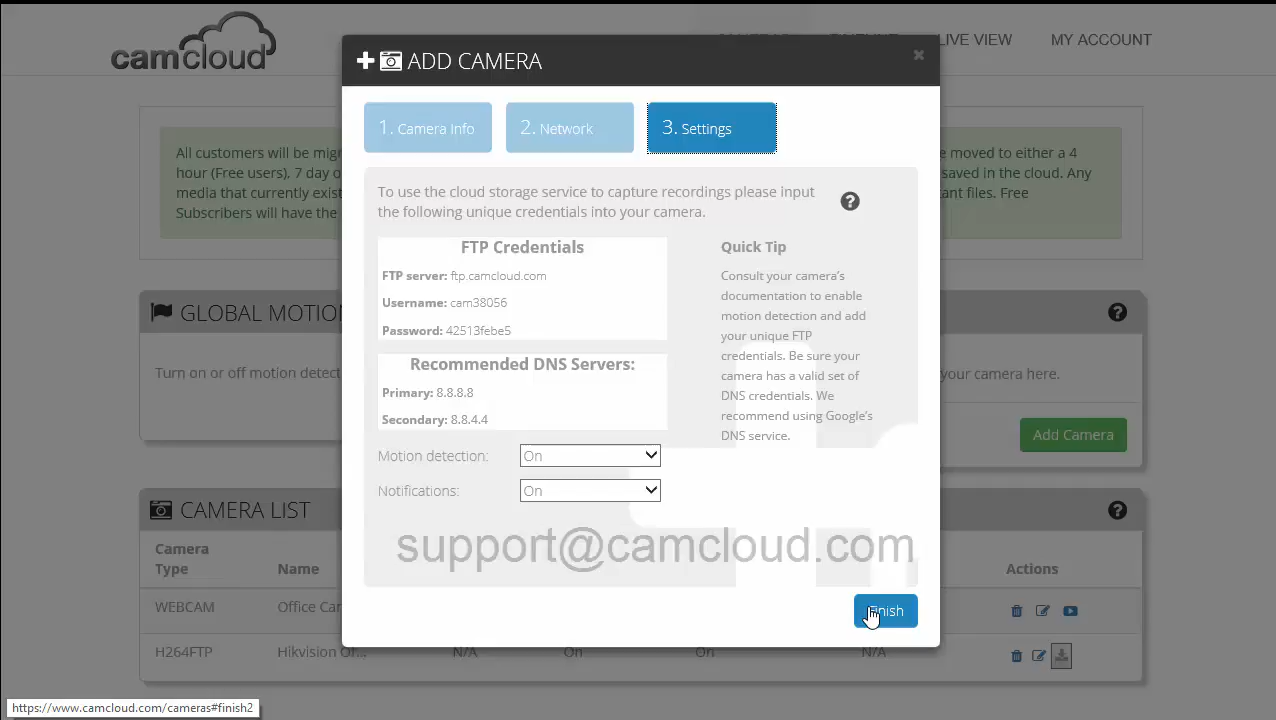 camcloud
LIVE VIEW
MY ACCOUNT
ADD CAMERA
1. Camera Info
2. Network
3. Settings
All customers will be mig
e moved to either a 4
hour (Free users), 7 day o
saved in the cloud. Any
media that currently exist
tant files. Free
Subscribers will have the
To use the cloud storage service to capture recordings please input
the following unique credentials into your camera.
FTP Credentials
FTP server: ftp.camcloud.com
Username: cam38056
Password: 42513febe5
Recommended DNS Servers:
Primary: 8.8.8.8
Secondary: 8.8.4.4
Quick Tip
Consult your camera's
documentation to enable
motion detection and add
your unique FTP
credentials. Be sure your
camera has a valid set of
DNS credentials. We
recommend using Google's
DNS service.
Motion detection: On
Notifications: On
support@camcloud.com
Finish
GLOBAL MOTION
Turn on or off motion detect
your camera here.
Add Camera
CAMERA LIST
Camera
Type
Name
Actions
WEBCAM
Office Car
H264FTP
Hikvision Of...
N/A
On
On
N/A
https://www.camcloud.com/cameras#finish2